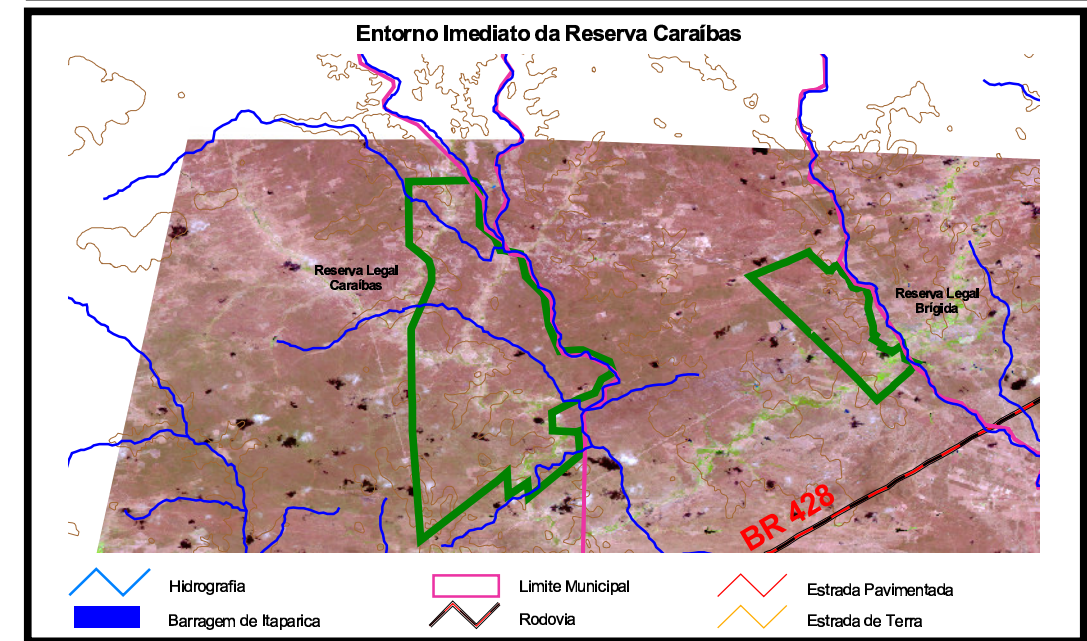 Entorno Imediato da Reserva Caraíbas
Reserva Legal
Caraíbas
Reserva Legal
Brígida
BR 428
Hidrografia
Limite Municipal
Estrada Pavimentada
Barragem de Itaparica
Rodovia
Estrada de Terra